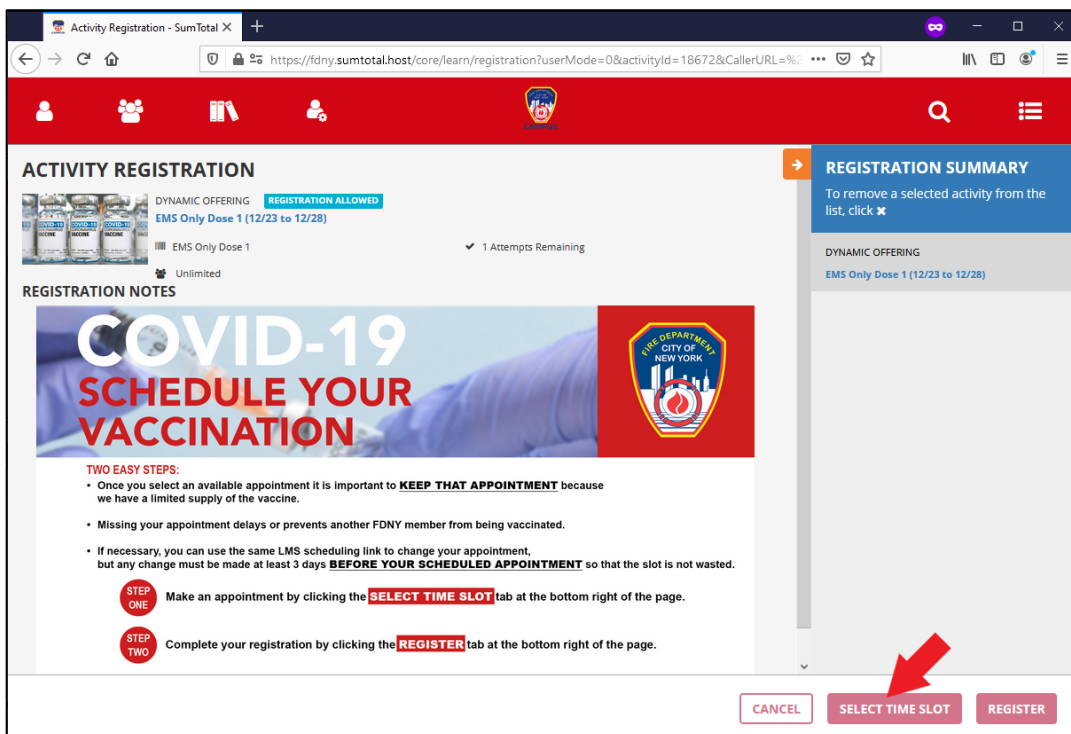 Activity Registration - SumTotal
https://fdny.sumtotal.host/core/learn/registration?userMode=0&activityId=18672&CallerURL=%2
CAMPUS
ACTIVITY REGISTRATION
DYNAMIC OFFERING REGISTRATION ALLOWED
EMS Only Dose 1 (12/23 to 12/28)
EMS Only Dose 1
1 Attempts Remaining
Unlimited
REGISTRATION NOTES
COVID-19
SCHEDULE YOUR
VACCINATION
FIRE DEPARTMENT
CITY OF
NEW YORK
TWO EASY STEPS:
• Once you select an available appointment it is important to KEEP THAT APPOINTMENT because
we have a limited supply of the vaccine.
• Missing your appointment delays or prevents another FDNY member from being vaccinated.
• If necessary, you can use the same LMS scheduling link to change your appointment,
but any change must be made at least 3 days BEFORE YOUR SCHEDULED APPOINTMENT so that the slot is not wasted.
STEP
ONE
Make an appointment by clicking the SELECT TIME SLOT tab at the bottom right of the page.
STEP
TWO
Complete your registration by clicking the REGISTER tab at the bottom right of the page.
REGISTRATION SUMMARY
To remove a selected activity from the
list, click ✖
DYNAMIC OFFERING
EMS Only Dose 1 (12/23 to 12/28)
CANCEL
SELECT TIME SLOT
REGISTER